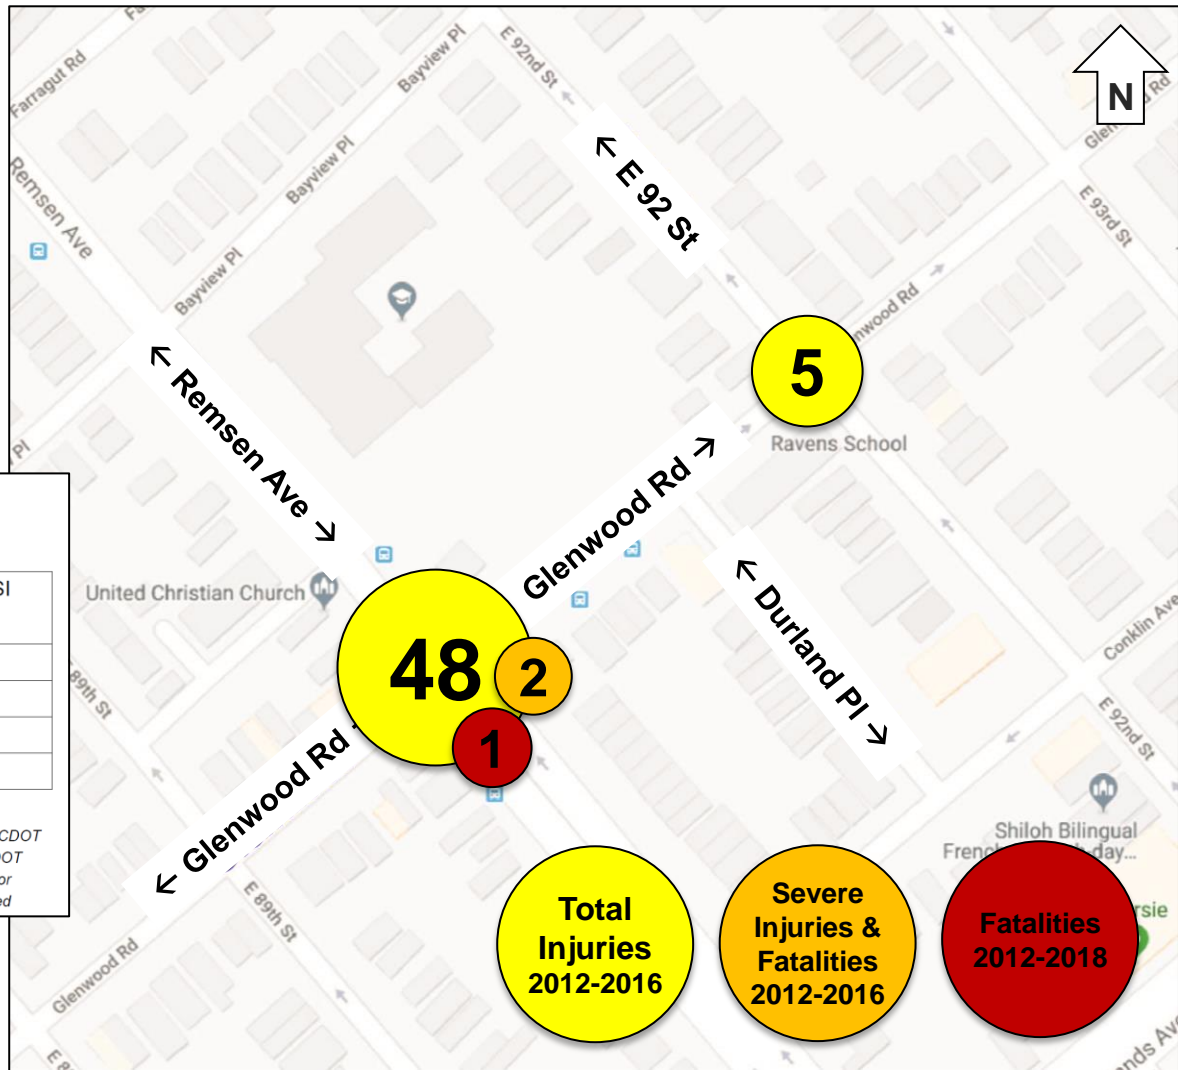 Farragut Rd
Bayview Pl
E 92nd St
N
Remsen Ave
Bayview Pl
← E 92 St
E 93rd St
Bayview Pl
← Remsen Ave →
5
Ravens School
Glenwood Rd →
United Christian Church
48
2
1
← Durland Pl →
Conklin Ave
E 92nd St
89th St
← Glenwood Rd
E 89th St
Glenwood Rd
Shiloh Bilingual
Total
Injuries
2012-2016
Severe
Injuries &
Fatalities
2012-2016
Fatalities
2012-2018